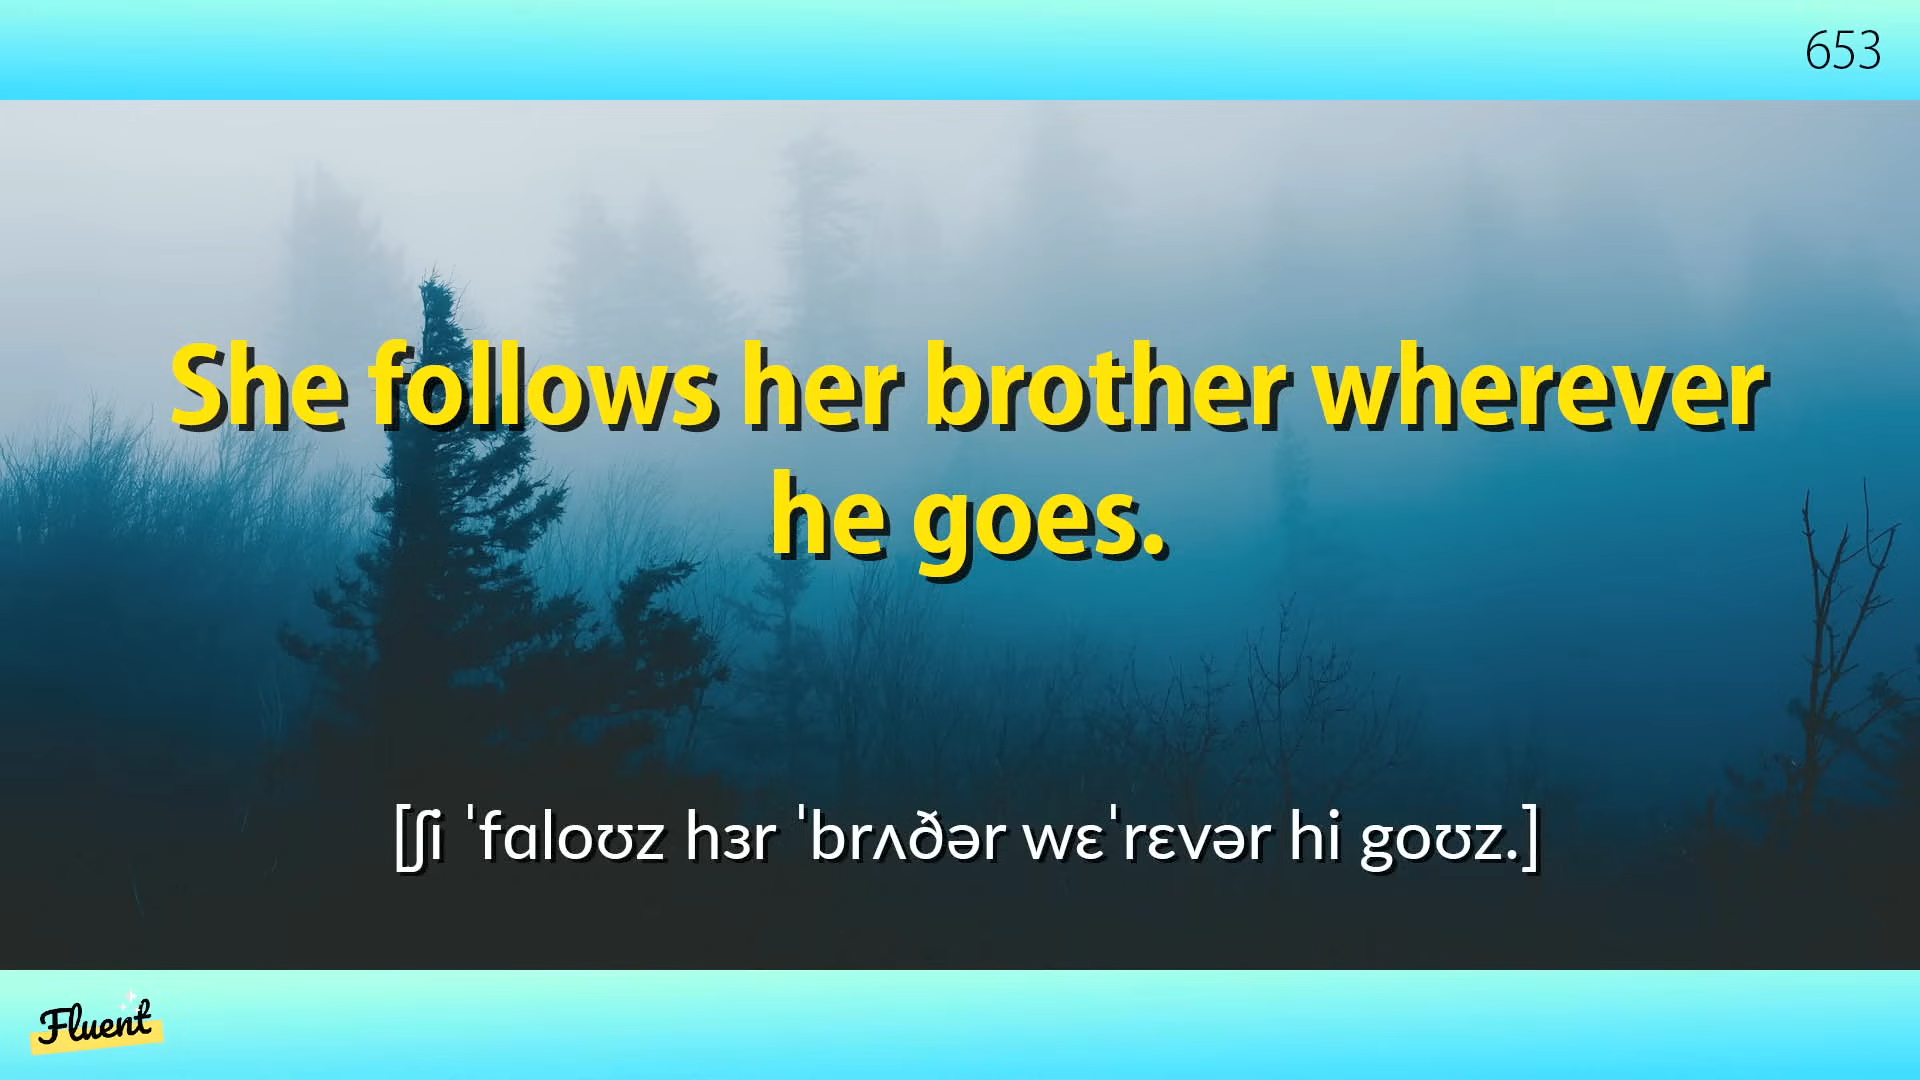 653
She follows her brother wherever
he goes.
[ʃi ˈfɑloʊz hɜr ˈbrʌðər wɛˈrɛvər hi goʊz.]
Fluent